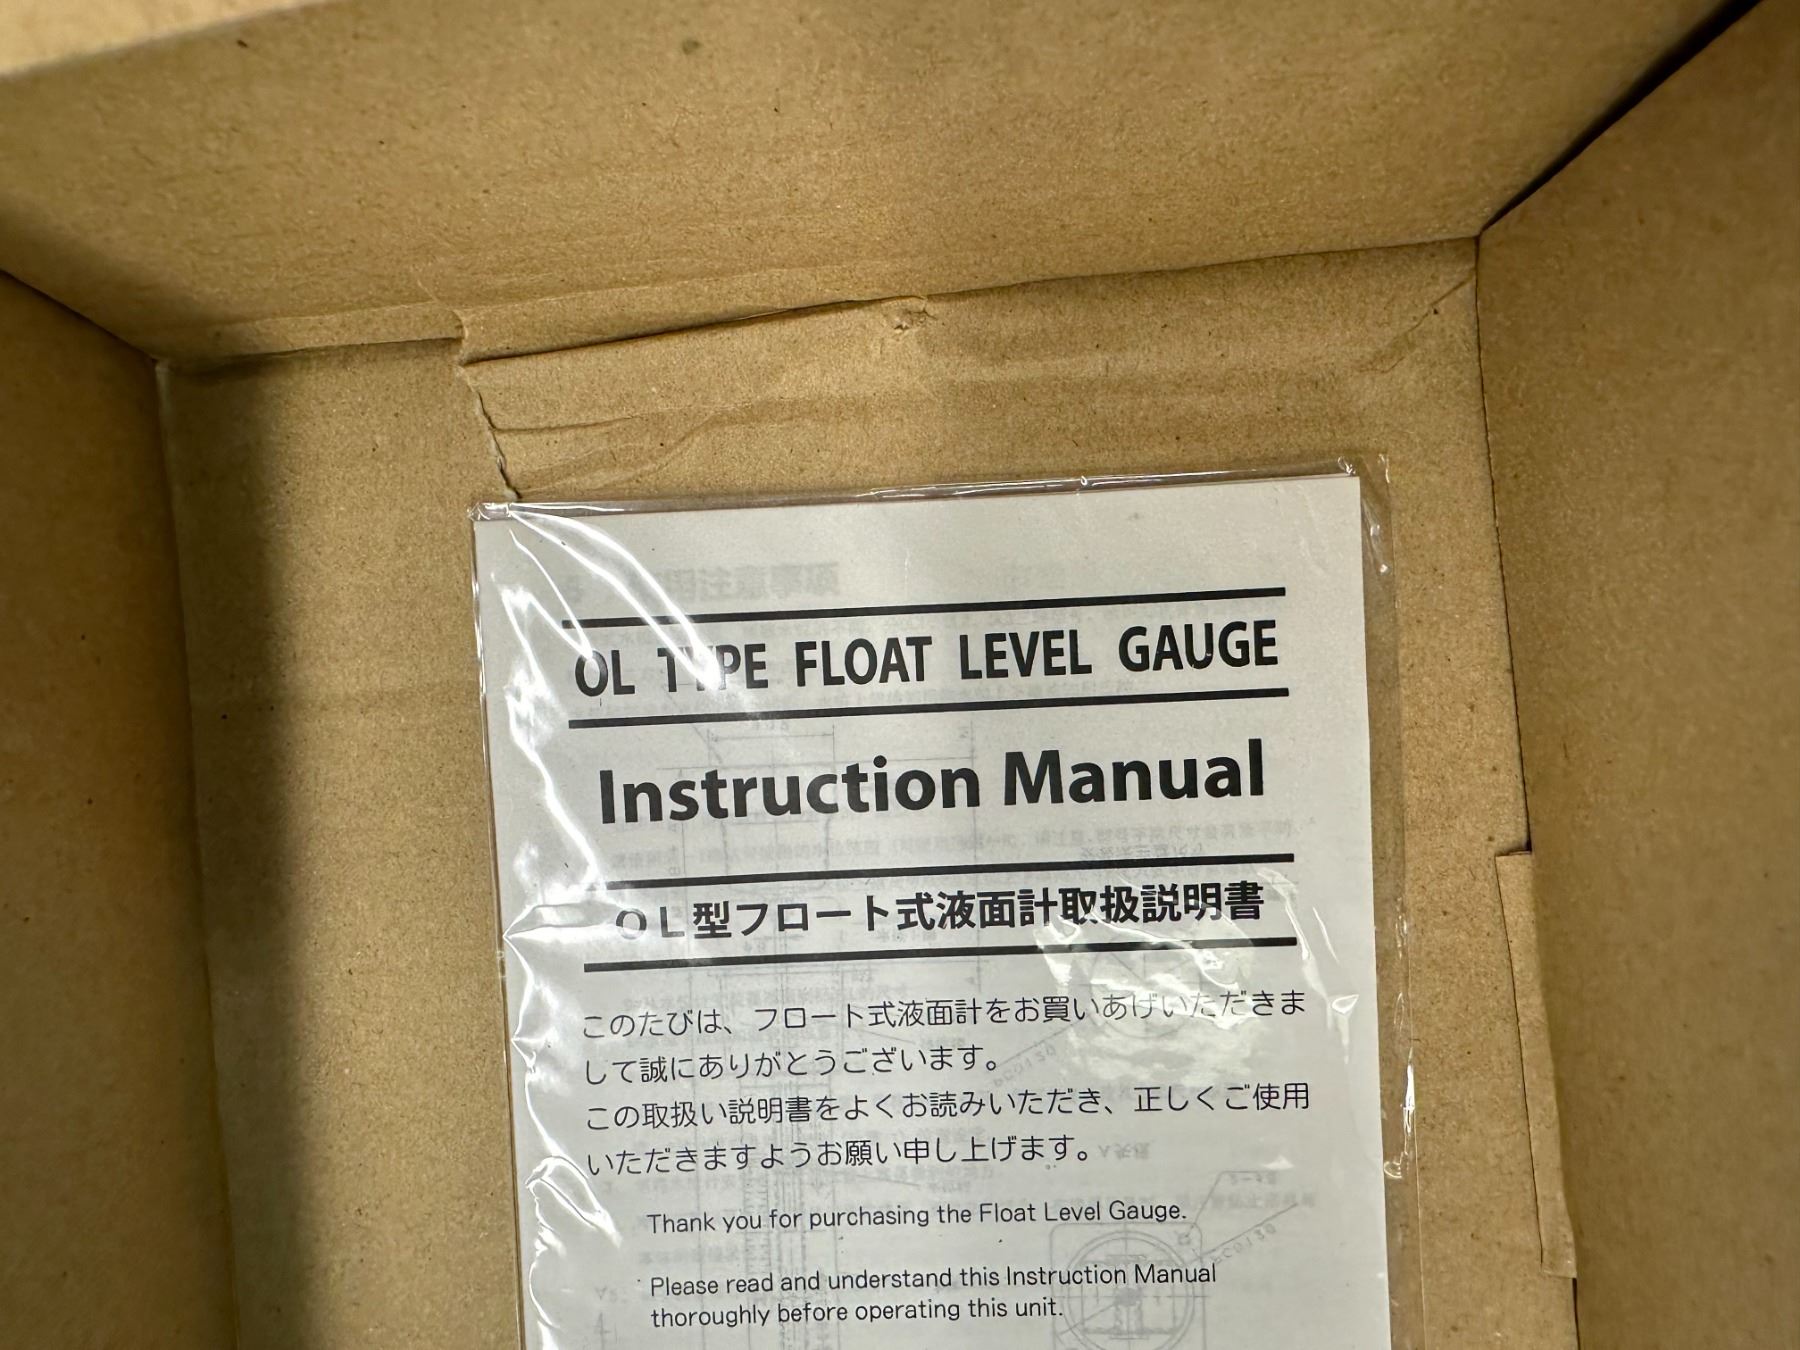 OL TYPE FLOAT LEVEL GAUGE
Instruction Manual
ＯＬ型フロート式液面計取扱説明書
このたびは、フロート式液面計をお買いあげいただきま
して誠にありがとうございます。
この取扱い説明書をよくお読みいただき、正しくご使用
いただきますようお願い申し上げます。
Thank you for purchasing the Float Level Gauge.
Please read and understand this Instruction Manual
thoroughly before operating this unit.